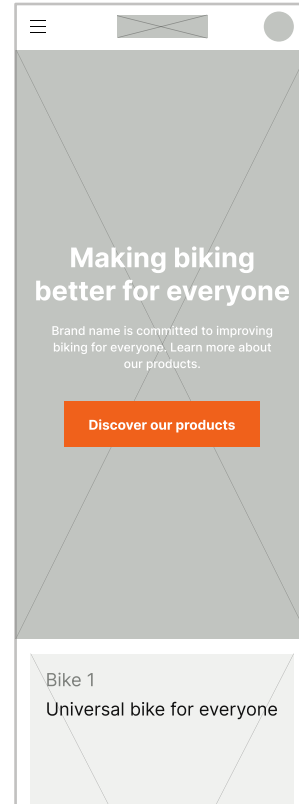 Making biking
better for everyone
Brand name is committed to improving
biking for everyone. Learn more about
our products.
Discover our products
Bike 1
Universal bike for everyone